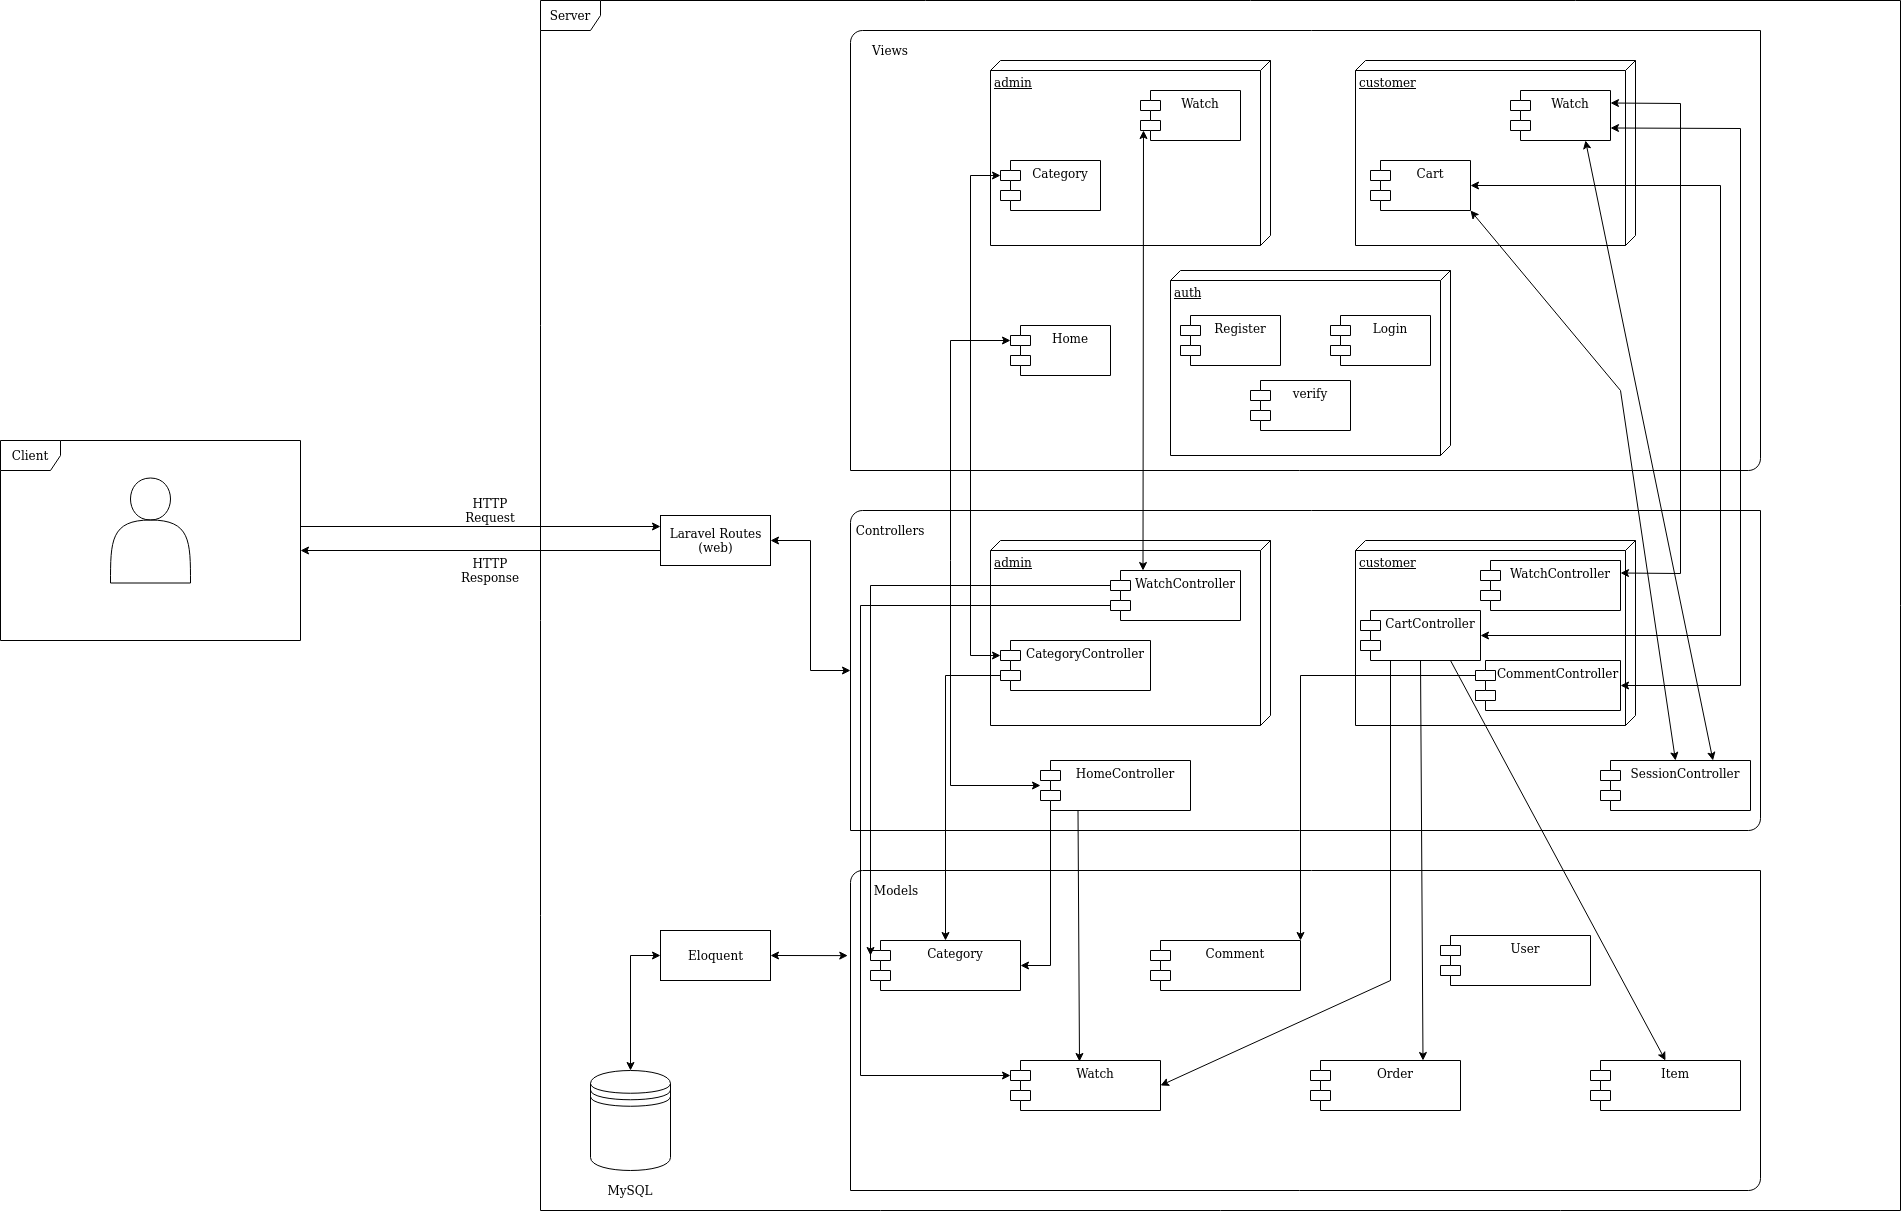 Server
Views
admin
Watch
Category
customer
Watch
Cart
auth
Register
Login
verify
Home
Client
HTTP
Request
HTTP
Response
Laravel Routes
(web)
Controllers
admin
WatchController
CategoryController
customer
WatchController
CartController
CommentController
HomeController
SessionController
Models
Category
Comment
User
Watch
Order
Item
Eloquent
MySQL